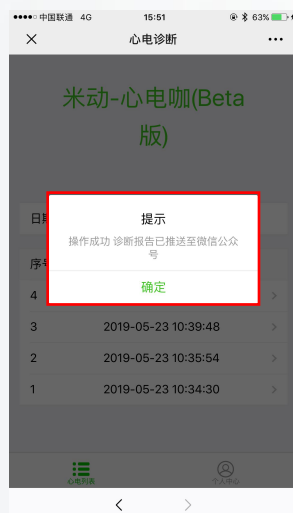 中国联通 4G 15:51 63%
心电诊断
米动-心电咖(Beta
版)
日
提示
操作成功 诊断报告已推送至微信公众
号
序号
确定
4
3 2019-05-23 10:39:48
2 2019-05-23 10:35:54
1 2019-05-23 10:34:30
心电列表 个人中心